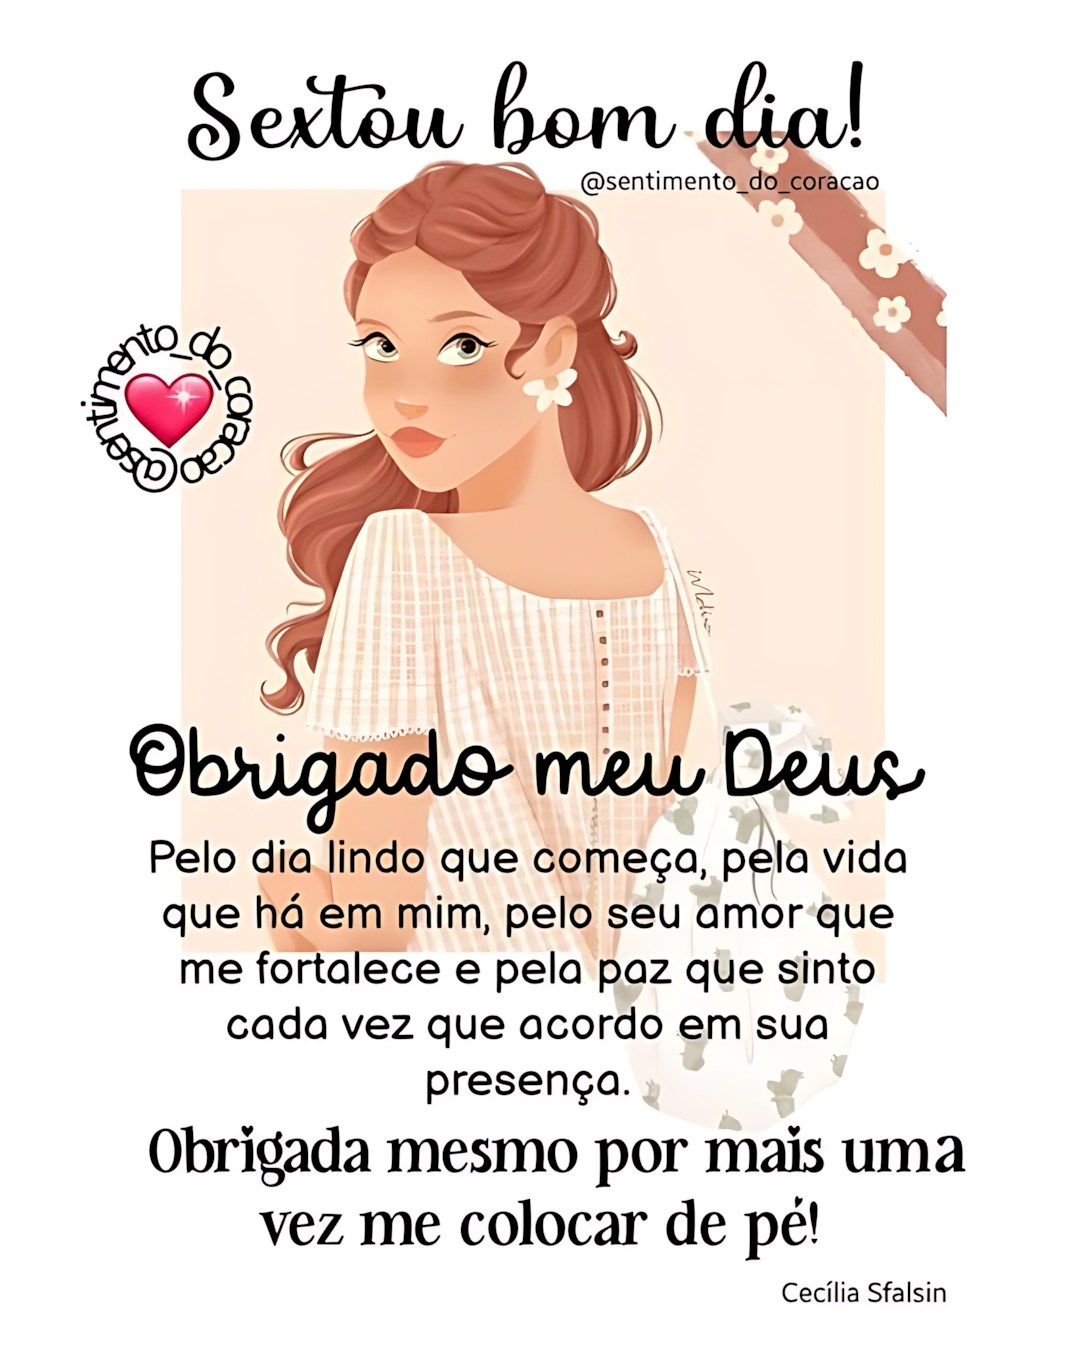 Sextou bom dia!
@sentimento_do_coracao
@sentimento_do_coracao
Obrigado meu Deus
Pelo dia lindo que começa, pela vida
que há em mim, pelo seu amor que
me fortalece e pela paz que sinto
cada vez que acordo em sua
presença.
Obrigada mesmo por mais uma
vez me colocar de pé!
Cecília Sfalsin